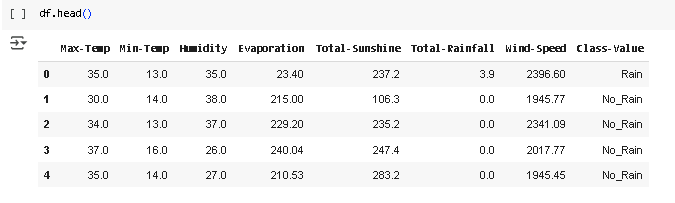 [ ] df.head()
Max-Temp Min-Temp Humidity Evaporation Total-Sunshine Total-Rainfall Wind-Speed Class-Value
0 35.0 13.0 35.0 23.40 237.2 3.9 2396.60 Rain
1 30.0 14.0 38.0 215.00 106.3 0.0 1945.77 No_Rain
2 34.0 13.0 37.0 229.20 235.2 0.0 2341.09 No_Rain
3 37.0 16.0 26.0 240.04 247.4 0.0 2017.77 No_Rain
4 35.0 14.0 27.0 210.53 283.2 0.0 1945.45 No_Rain